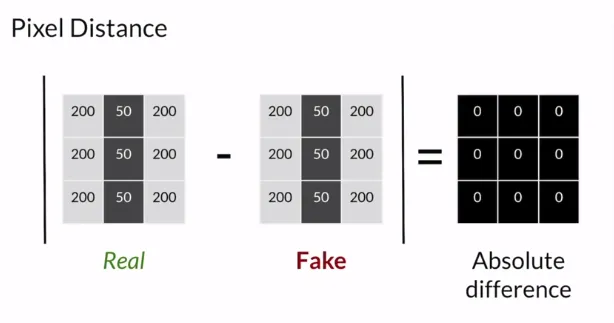 Pixel Distance
200 50 200 200 50 200 0 0 0
200 50 200 - 200 50 200 = 0 0 0
200 50 200 200 50 200 0 0 0
Real Fake Absolute
difference